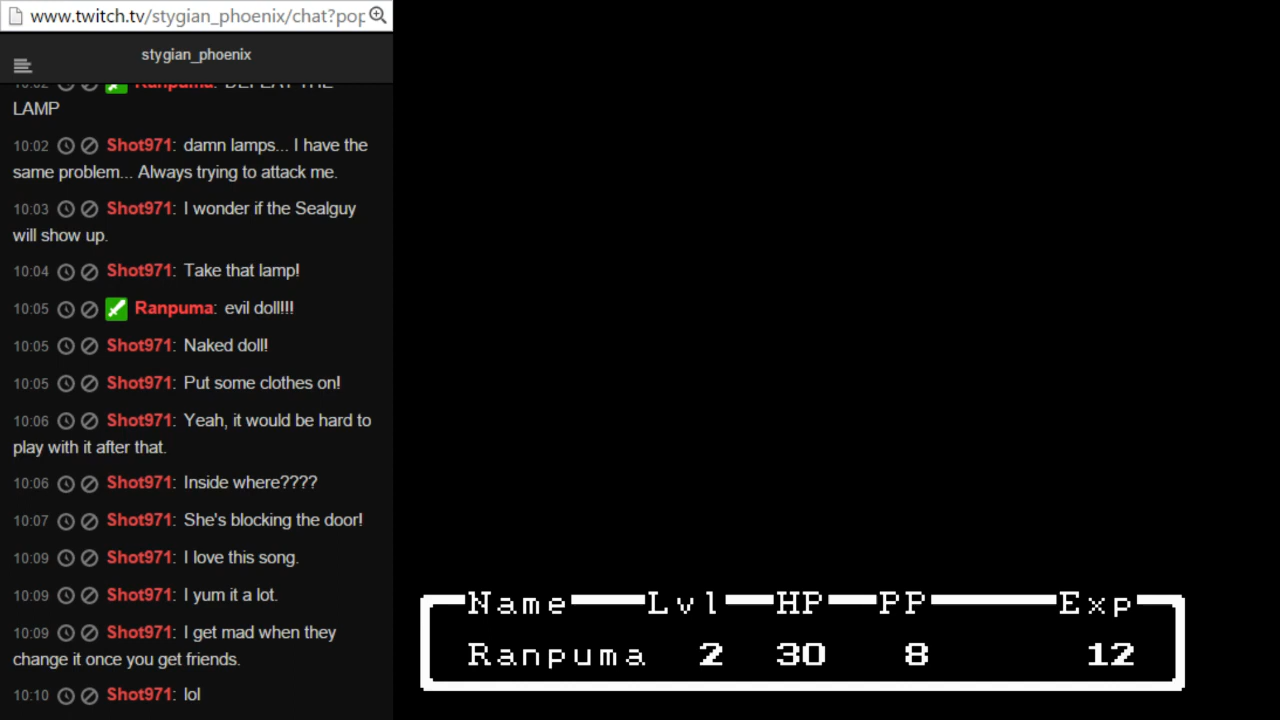 www.twitch.tv/stygian_phoenix/chat?pop
stygian_phoenix
10:02 Ranpuma: DEFEAT THE
LAMP
10:02 Shot971: damn lamps... I have the
same problem... Always trying to attack me.
10:03 Shot971: I wonder if the Sealguy
will show up.
10:04 Shot971: Take that lamp!
10:05 Ranpuma: evil doll!!!
10:05 Shot971: Naked doll!
10:05 Shot971: Put some clothes on!
10:06 Shot971: Yeah, it would be hard to
play with it after that.
10:06 Shot971: Inside where????
10:07 Shot971: She's blocking the door!
10:09 Shot971: I love this song.
10:09 Shot971: I yum it a lot.
10:09 Shot971: I get mad when they
change it once you get friends.
10:10 Shot971: lol
Name Lvl HP PP Exp
Ranpuma 2 30 8 12